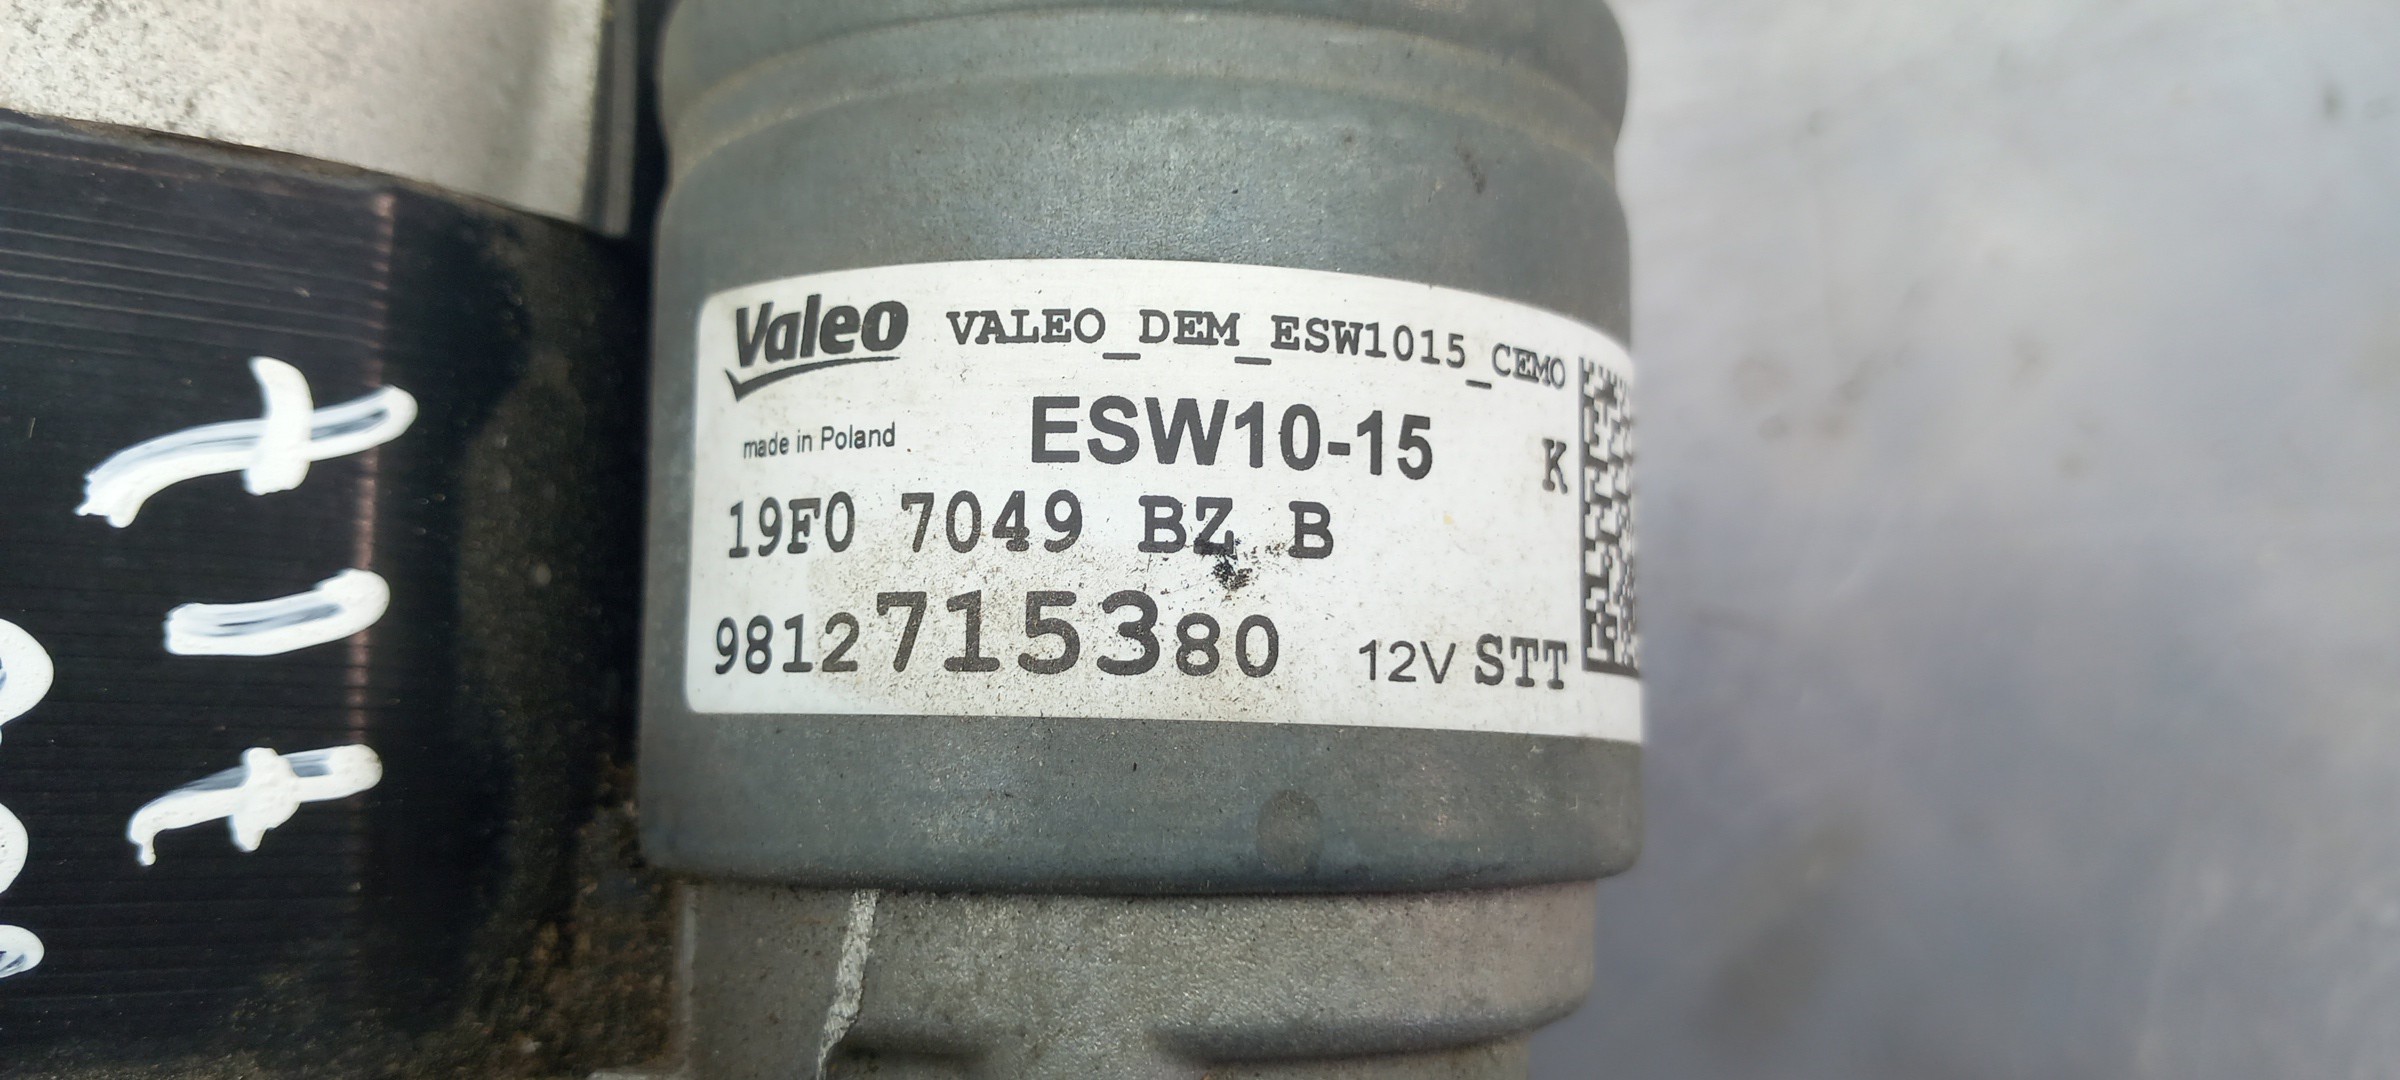 Valeo VALEO_DEM_ESW1015_CEMO
made in Poland ESW10-15 K
19F0 7049 BZ B
9812715380 12V STT